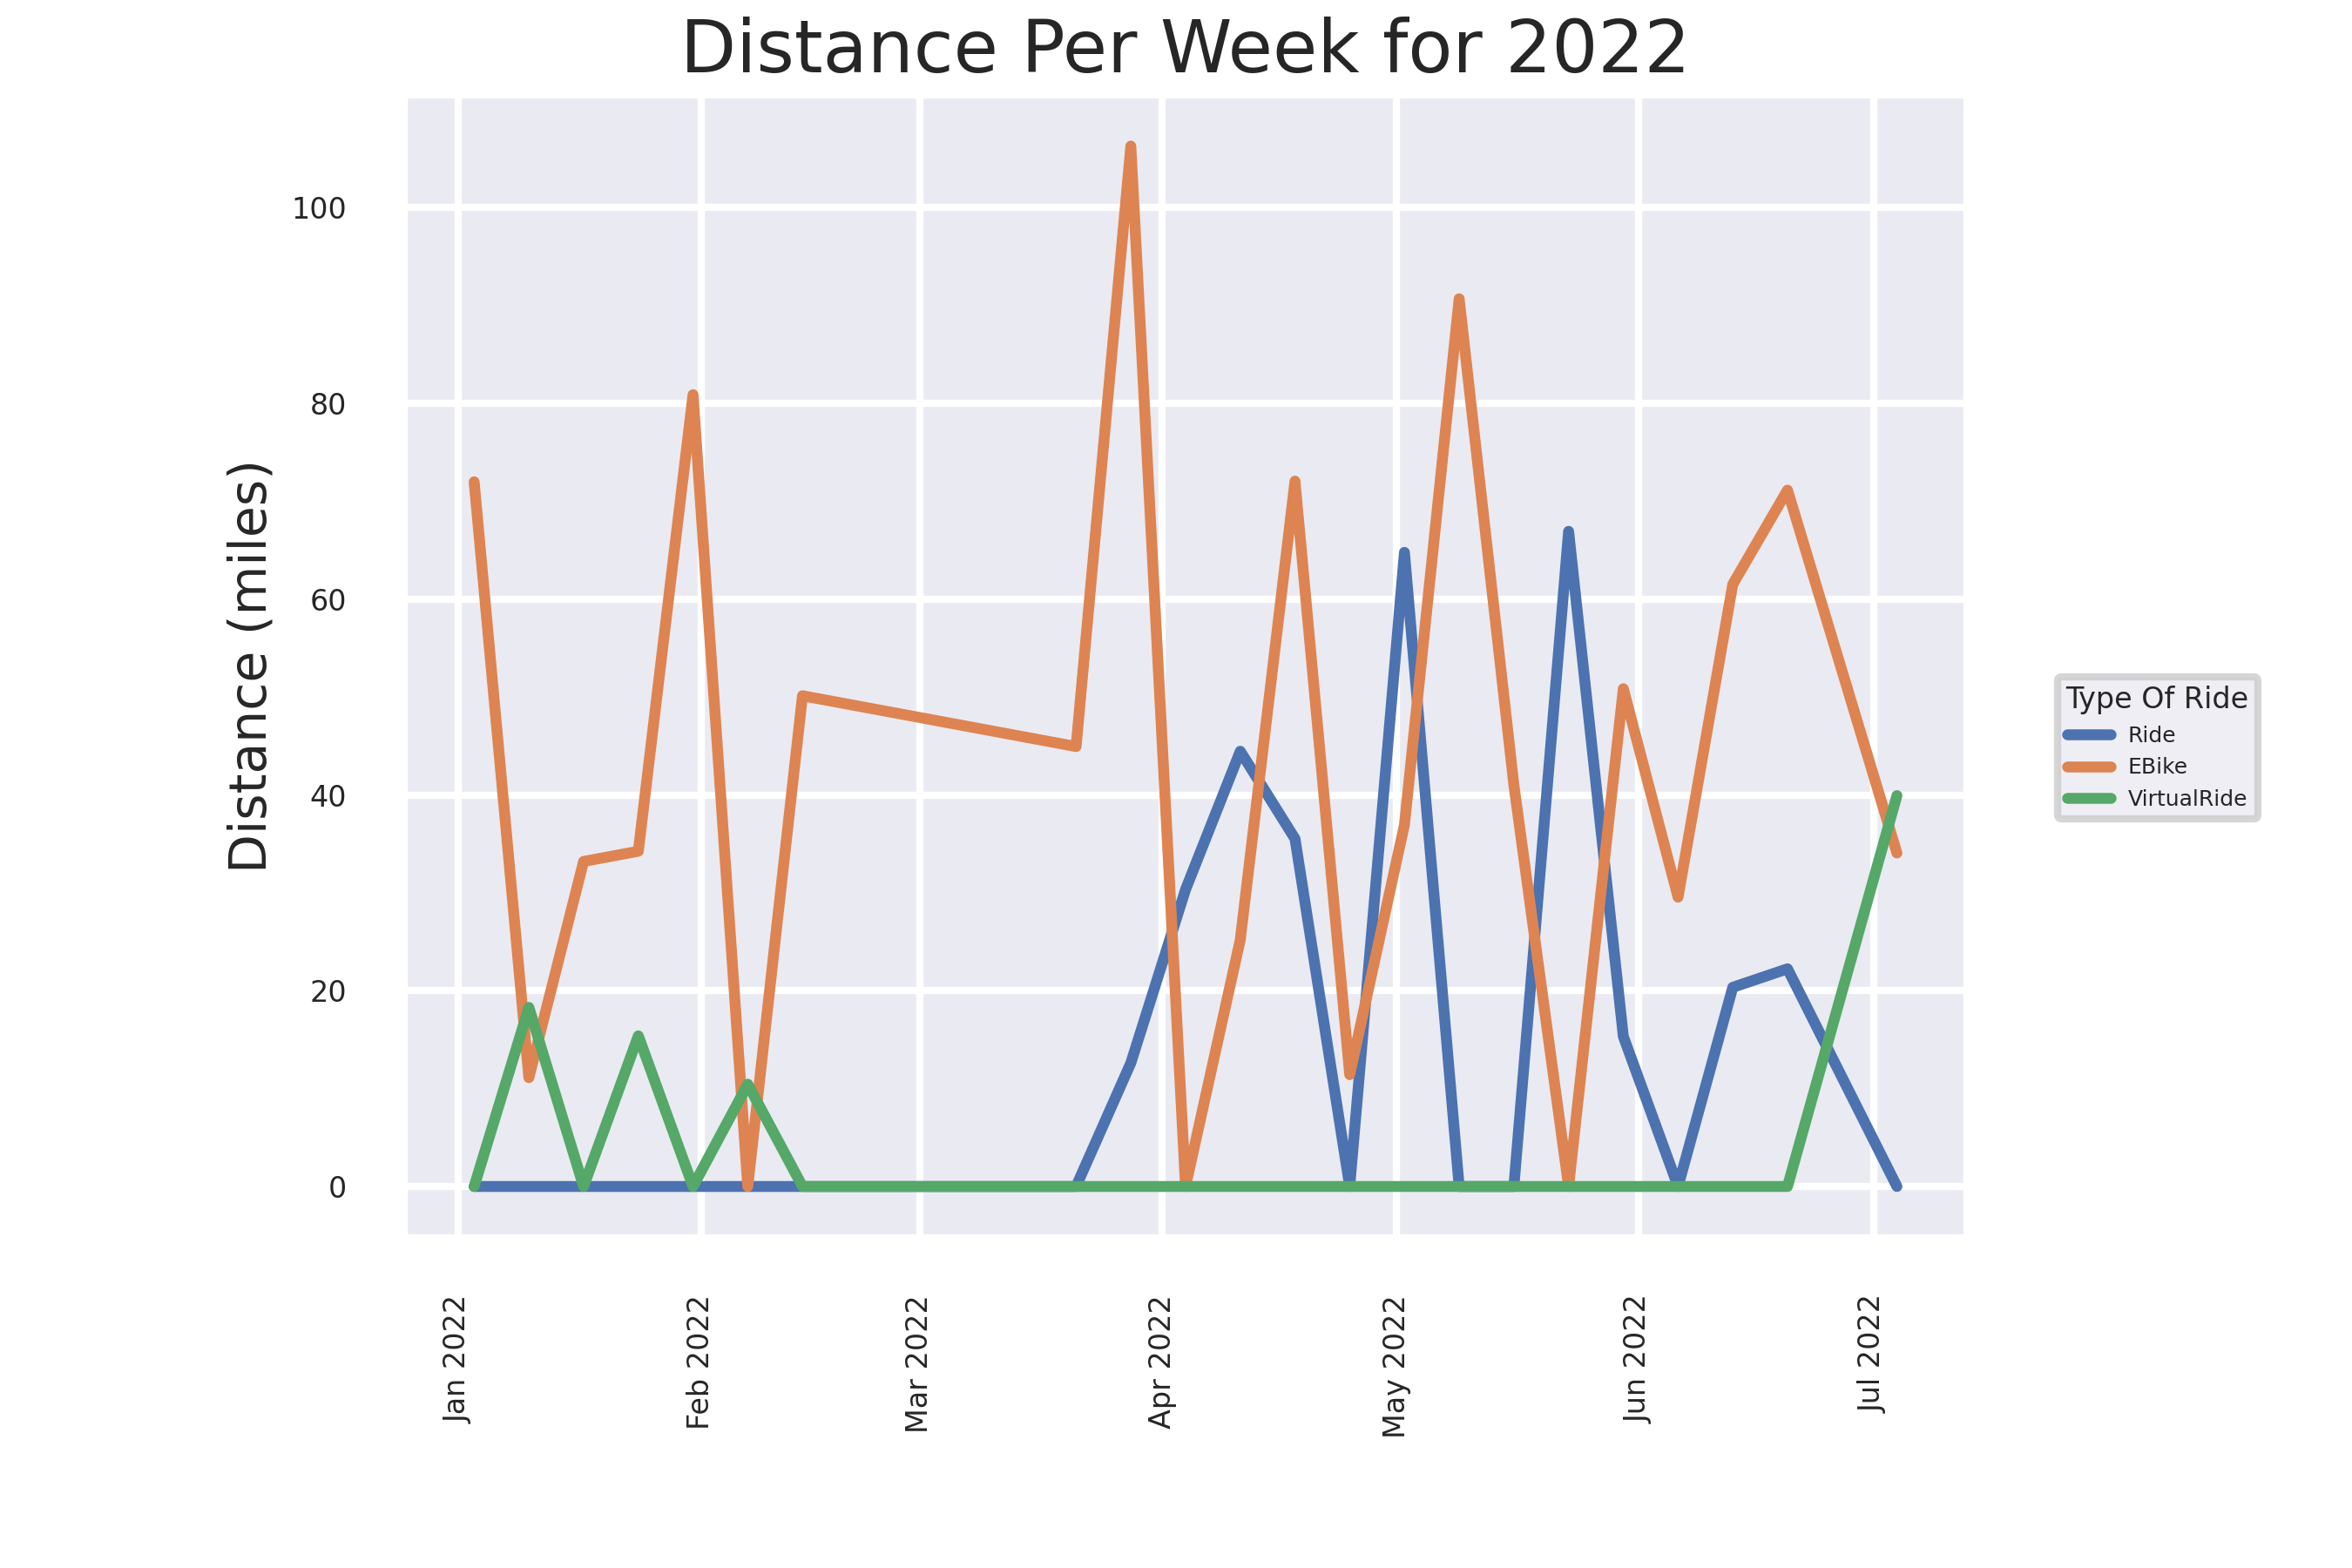 Distance Per Week for 2022
Distance (miles)
100
80
60
40
20
0
Jan 2022
Feb 2022
Mar 2022
Apr 2022
May 2022
Jun 2022
Jul 2022
Type Of Ride
Ride
EBike
VirtualRide